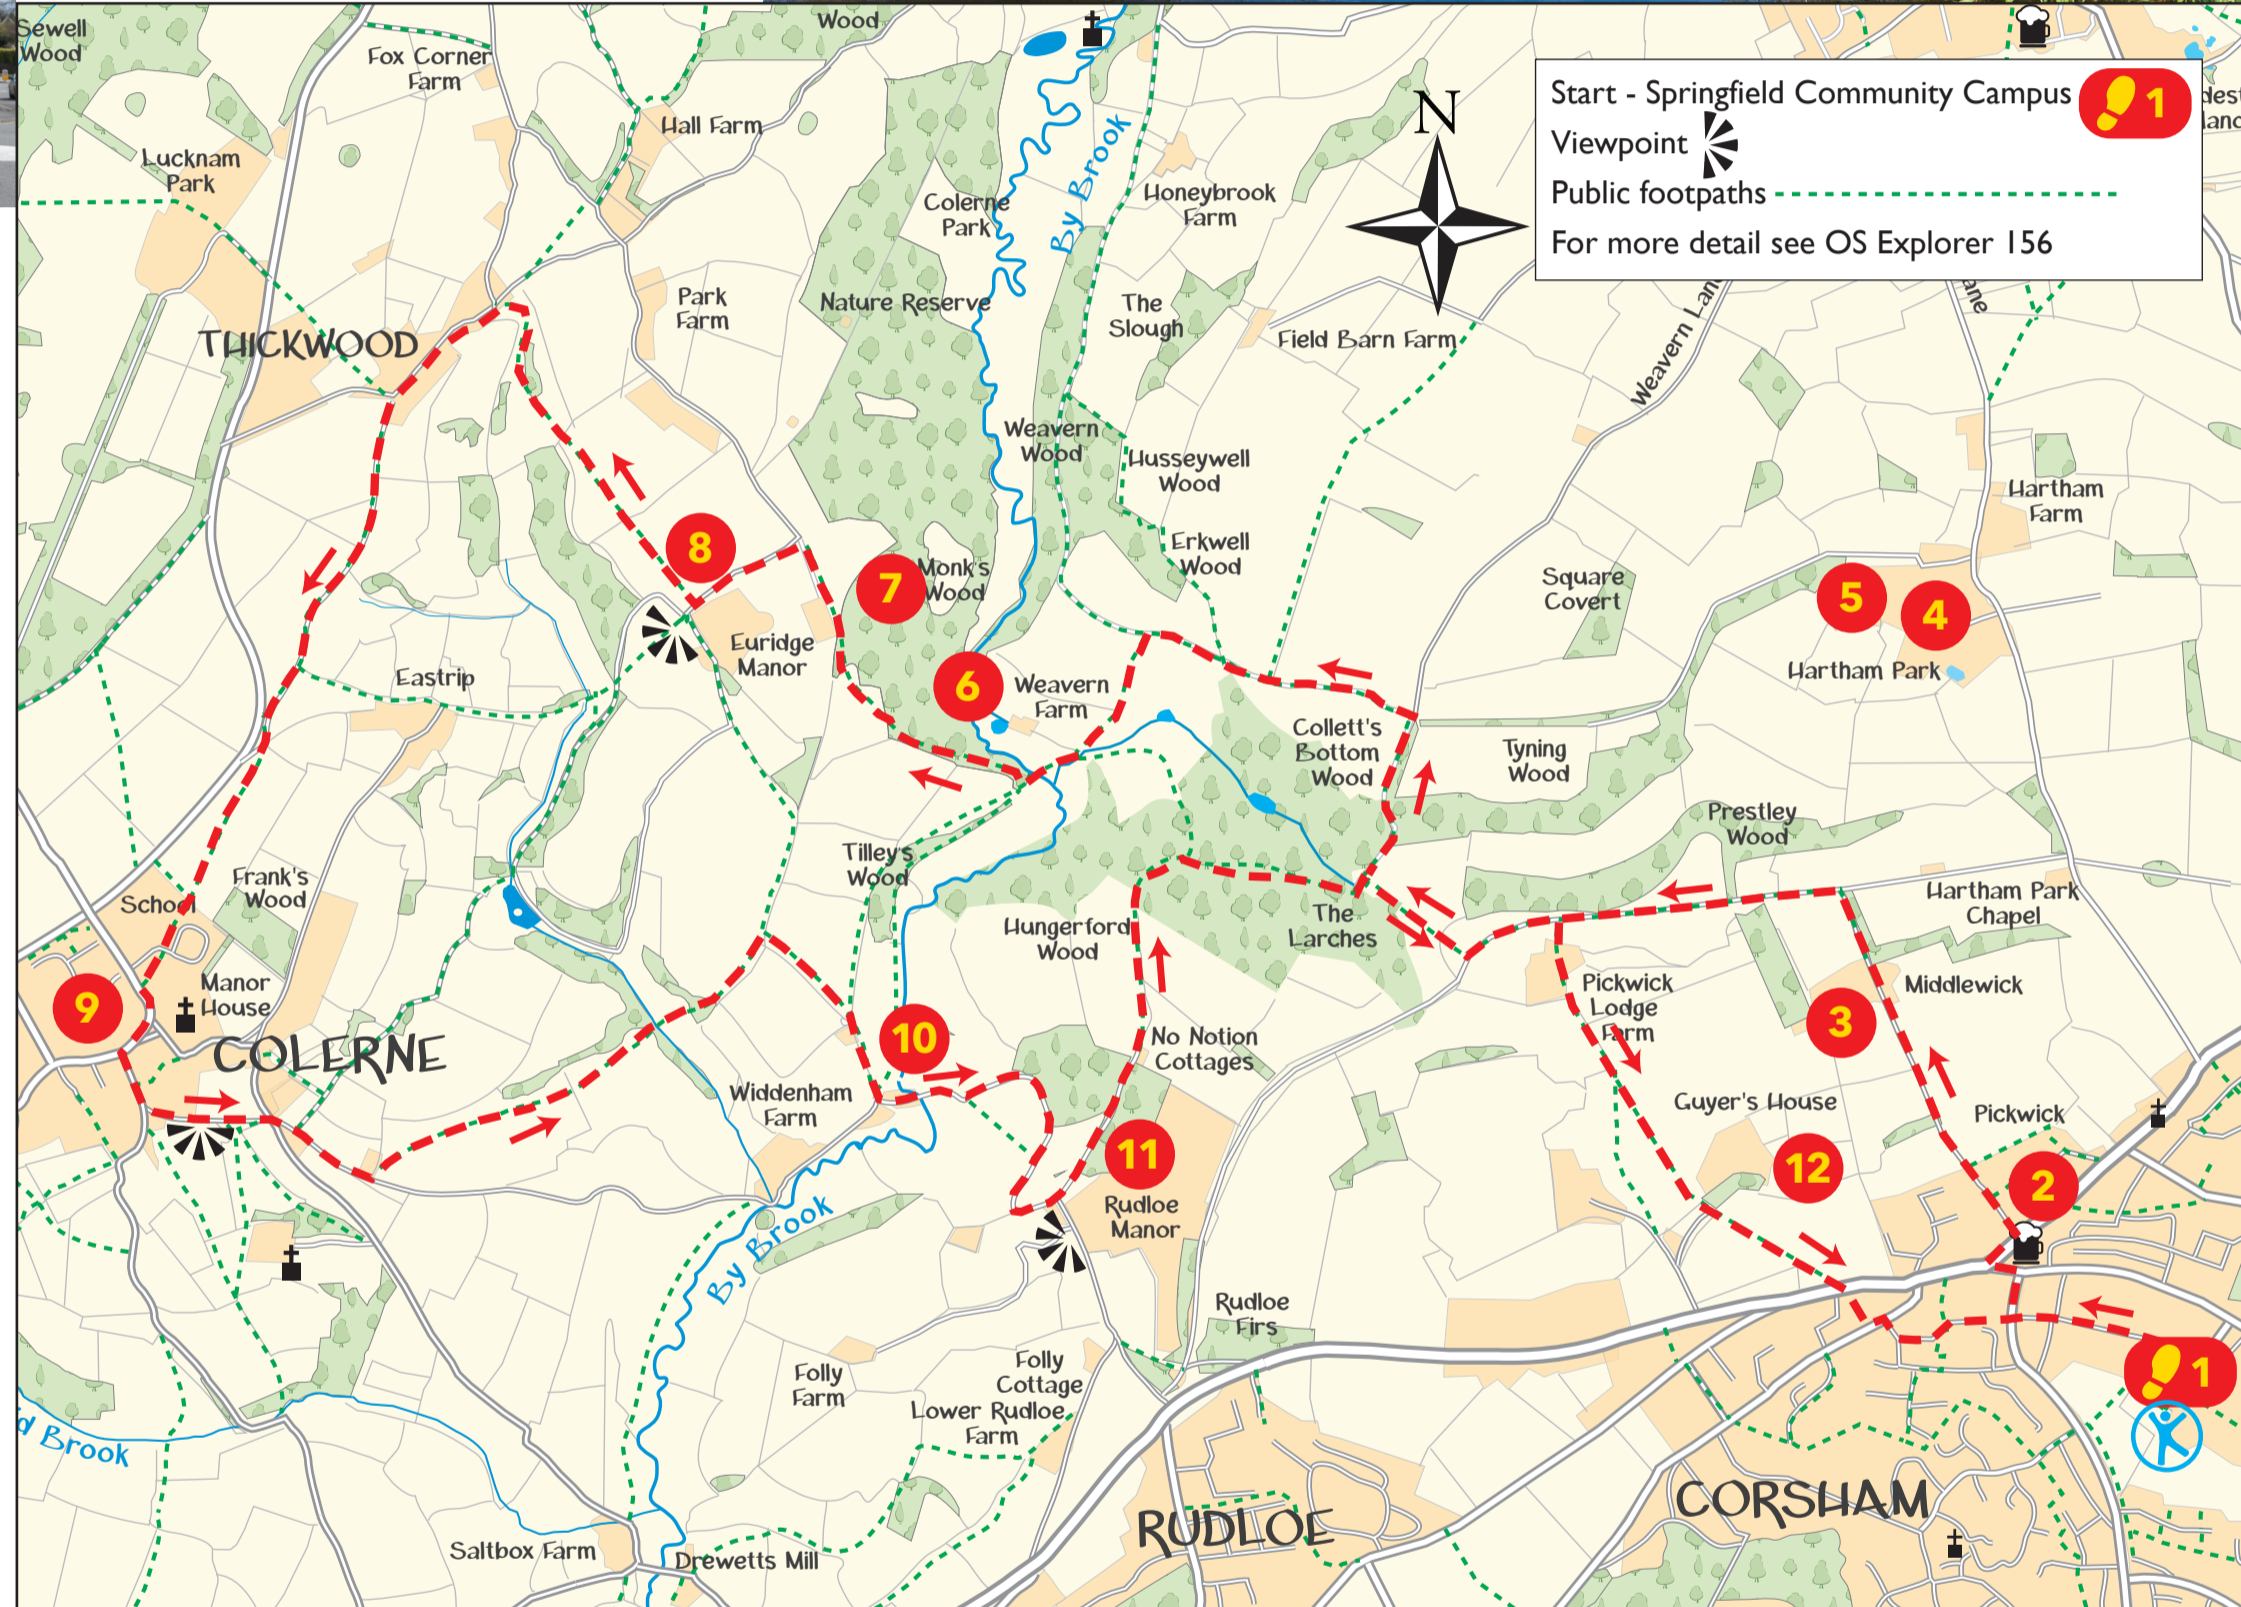 Sewell
Wood
Fox Corner
Farm
Wood
Hall Farm
Lucknam
Park
Colerne
Park
By Brook
Honeybrook
Farm
N
Start - Springfield Community Campus 1
Viewpoint
Public footpaths
For more detail see OS Explorer 156
THICKWOOD
Park
Farm
Nature Reserve
The
Slough
Field Barn Farm
Weavern Lane
Weavern
Wood
Husseywell
Wood
Hartham
Farm
Erkwell
Wood
8
7
Monk's
Wood
Square
Covert
5
4
Hartham Park
Euridge
Manor
6
Weavern
Farm
Eastrip
Collett's
Bottom
Wood
Tyning
Wood
Prestley
Wood
Tilley's
Wood
Frank's
Wood
School
Hungerford
Wood
The
Larches
Hartham Park
Chapel
Manor
House
9
COLERNE
Pickwick
Lodge
Farm
Middlewick
3
10
No Notion
Cottages
Widdenham
Farm
Guyer's House
Pickwick
11
12
2
Rudloe
Manor
By Brook
Rudloe
Firs
1
Folly
Farm
Folly
Cottage
Lower Rudloe
Farm
d Brook
CORSHAM
RUDLOE
Saltbox Farm
Drewetts Mill